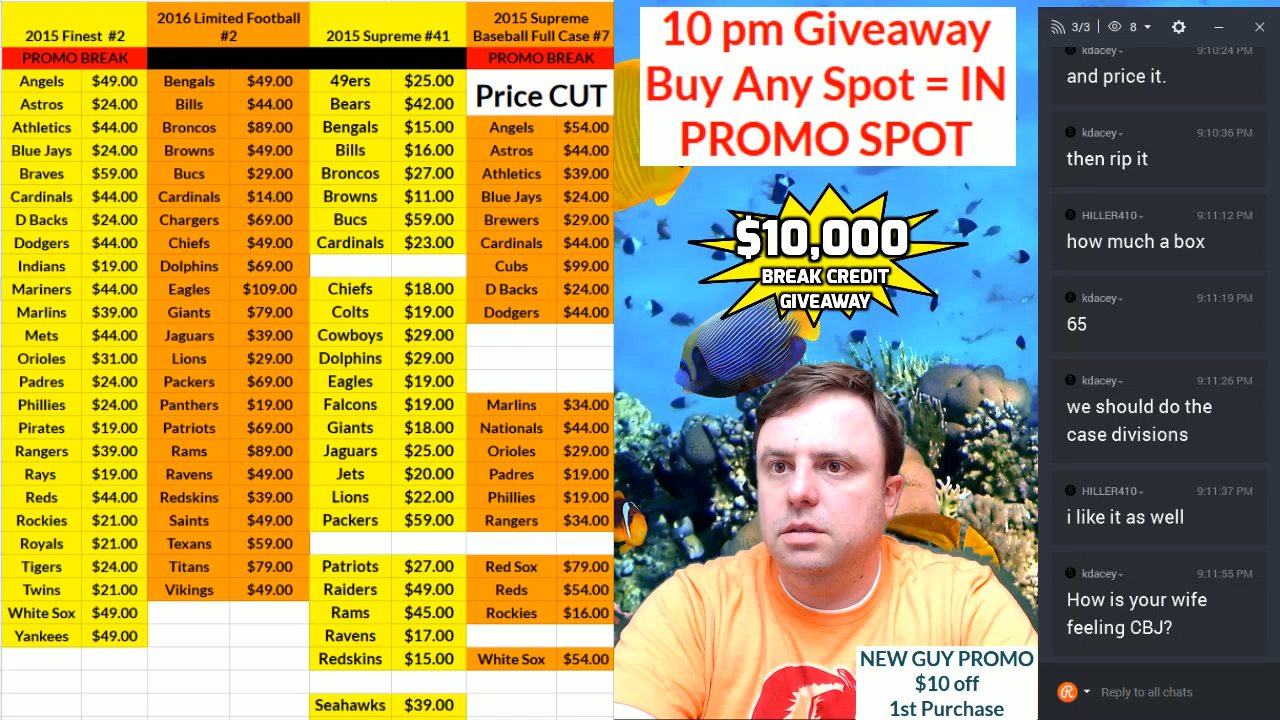 2015 Finest #2
PROMO BREAK
Angels $49.00
Astros $24.00
Athletics $44.00
Blue Jays $24.00
Braves $59.00
Cardinals $44.00
D Backs $24.00
Dodgers $44.00
Indians $19.00
Mariners $44.00
Marlins $39.00
Mets $44.00
Orioles $31.00
Padres $24.00
Phillies $24.00
Pirates $19.00
Rangers $39.00
Rays $19.00
Reds $44.00
Rockies $21.00
Royals $21.00
Tigers $24.00
Twins $21.00
White Sox $49.00
Yankees $49.00
2016 Limited Football
#2
Bengals $49.00
Bills $44.00
Broncos $89.00
Browns $49.00
Bucs $29.00
Cardinals $14.00
Chargers $69.00
Chiefs $49.00
Dolphins $69.00
Eagles $109.00
Giants $79.00
Jaguars $39.00
Lions $29.00
Packers $69.00
Panthers $19.00
Patriots $69.00
Rams $89.00
Ravens $49.00
Redskins $39.00
Saints $49.00
Texans $59.00
Titans $79.00
Vikings $49.00
2015 Supreme #41
49ers $25.00
Bears $42.00
Bengals $15.00
Bills $16.00
Broncos $27.00
Browns $11.00
Bucs $59.00
Cardinals $23.00
Chiefs $18.00
Colts $19.00
Cowboys $29.00
Dolphins $29.00
Eagles $19.00
Falcons $19.00
Giants $18.00
Jaguars $25.00
Jets $20.00
Lions $22.00
Packers $59.00
Patriots $27.00
Raiders $49.00
Rams $45.00
Ravens $17.00
Redskins $15.00
Seahawks $39.00
2015 Supreme
Baseball Full Case #7
PROMO BREAK
Price CUT
Angels $54.00
Astros $44.00
Athletics $39.00
Blue Jays $24.00
Brewers $29.00
Cardinals $44.00
Cubs $99.00
D Backs $24.00
Dodgers $44.00
Marlins $34.00
Nationals $44.00
Orioles $29.00
Padres $19.00
Phillies $19.00
Rangers $34.00
Red Sox $79.00
Reds $54.00
Rockies $16.00
White Sox $54.00
10 pm Giveaway
Buy Any Spot = IN
PROMO SPOT
$10,000
BREAK CREDIT
GIVEAWAY
NEW GUY PROMO
$10 off
1st Purchase
3/3 8
kdacey 9:10:24 PM
and price it.
kdacey 9:10:36 PM
then rip it
HILLER410 9:11:12 PM
how much a box
kdacey 9:11:19 PM
65
kdacey 9:11:26 PM
we should do the
case divisions
HILLER410 9:11:37 PM
i like it as well
kdacey 9:11:55 PM
How is your wife
feeling CBJ?
Reply to all chats